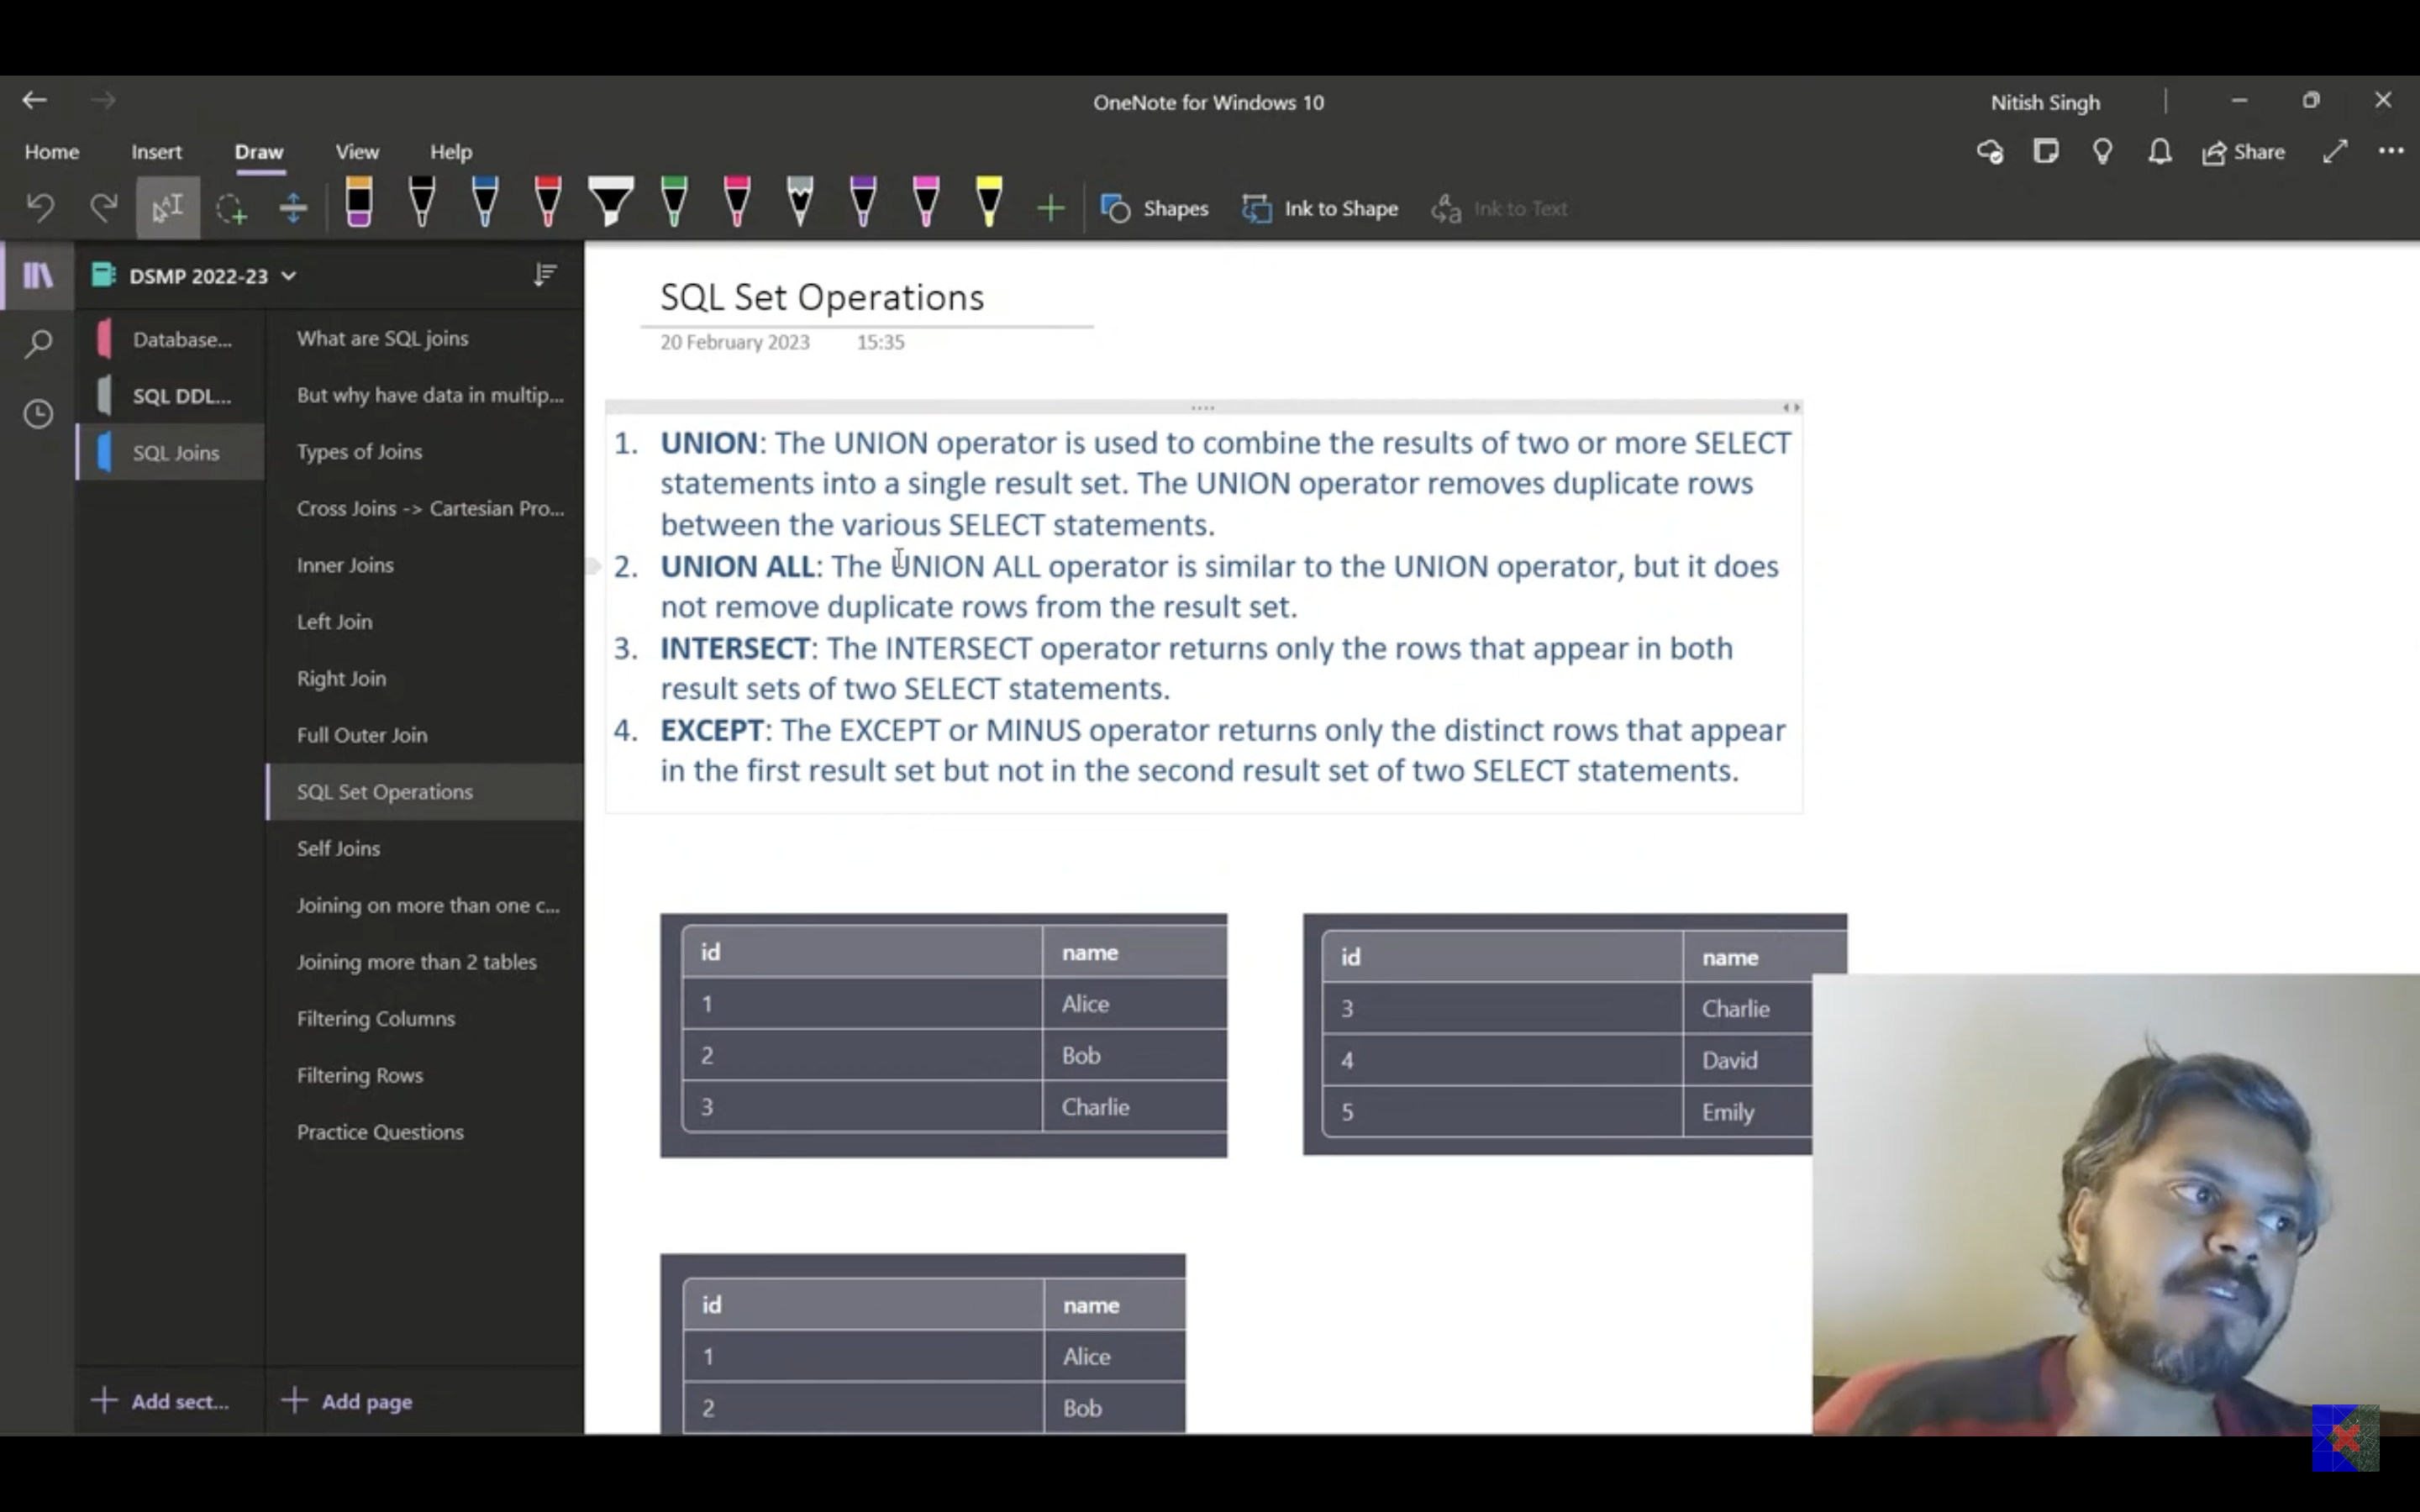 OneNote for Windows 10
Nitish Singh
Home Insert Draw View Help
Share
Shapes Ink to Shape Ink to Text
DSMP 2022-23
Database...
SQL DDL...
SQL Joins
Add sect...
What are SQL joins
But why have data in multip...
Types of Joins
Cross Joins -> Cartesian Pro...
Inner Joins
Left Join
Right Join
Full Outer Join
SQL Set Operations
Self Joins
Joining on more than one c...
Joining more than 2 tables
Filtering Columns
Filtering Rows
Practice Questions
Add page
SQL Set Operations
20 February 2023 15:35
1. UNION: The UNION operator is used to combine the results of two or more SELECT
statements into a single result set. The UNION operator removes duplicate rows
between the various SELECT statements.
2. UNION ALL: The UNION ALL operator is similar to the UNION operator, but it does
not remove duplicate rows from the result set.
3. INTERSECT: The INTERSECT operator returns only the rows that appear in both
result sets of two SELECT statements.
4. EXCEPT: The EXCEPT or MINUS operator returns only the distinct rows that appear
in the first result set but not in the second result set of two SELECT statements.
id name
1 Alice
2 Bob
3 Charlie
id name
3 Charlie
4 David
5 Emily
id name
1 Alice
2 Bob